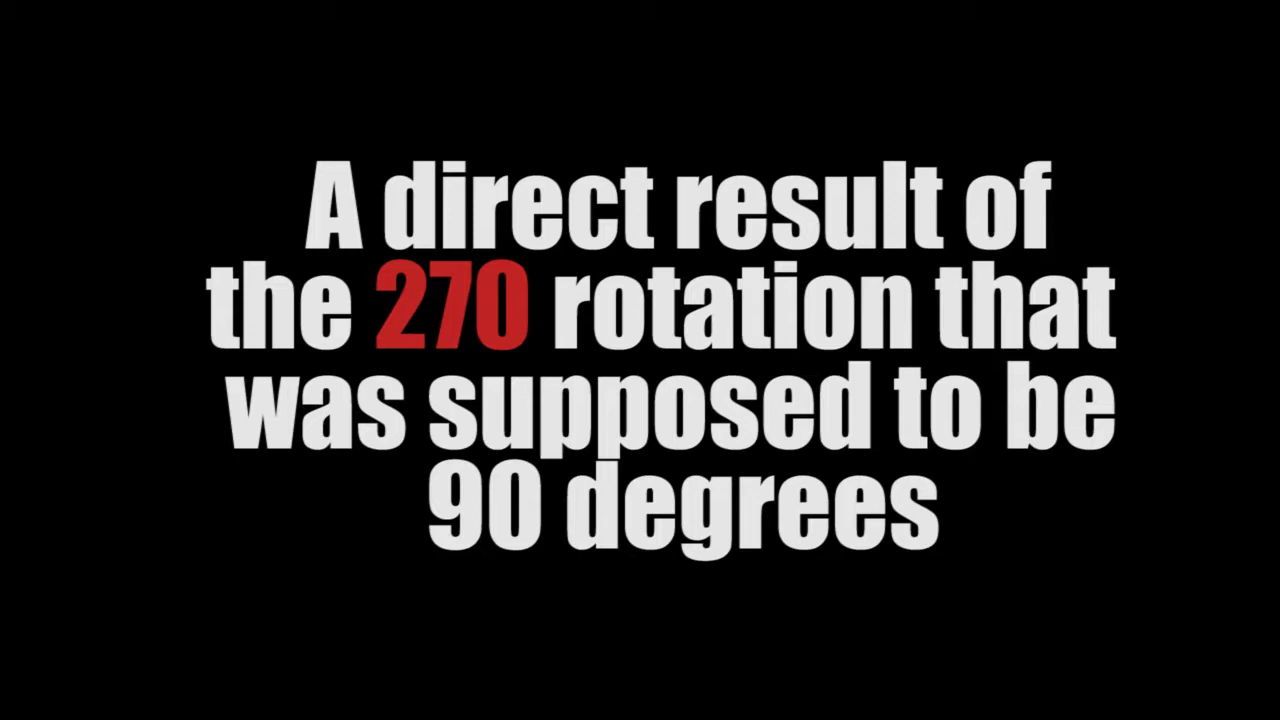 A direct result of
the 270 rotation that
was supposed to be
90 degrees